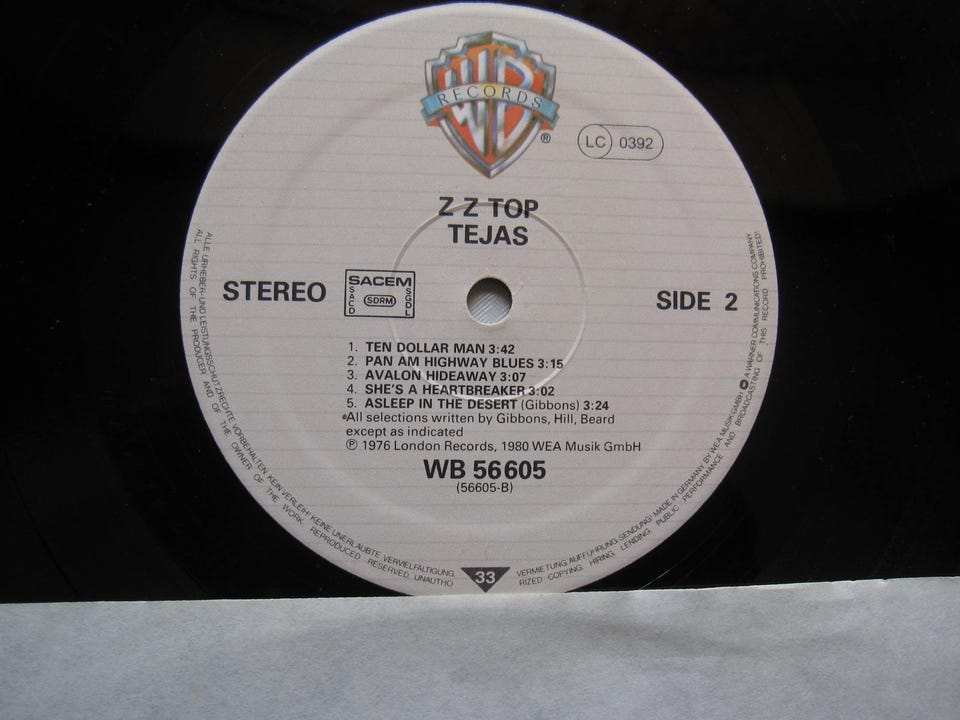 WB
RECORDS
®
LC 0392
Z Z TOP
TEJAS
STEREO
SACEM
SACD
SDRM
SGDL
SIDE 2
1. TEN DOLLAR MAN 3:42
2. PAN AM HIGHWAY BLUES 3:15
3. AVALON HIDEAWAY 3:07
4. SHE'S A HEARTBREAKER 3:02
5. ASLEEP IN THE DESERT (Gibbons) 3:24
•All selections written by Gibbons, Hill, Beard
except as indicated
℗ 1976 London Records, 1980 WEA Musik GmbH
WB 56605
(56605-B)
33
ALLE URHEBER- UND LEISTUNGSSCHUTZRECHTE VORBEHALTEN. KEIN VERLEIH! KEINE UNERLAUBTE VERVIELFÄLTIGUNG, VERMIETUNG, AUFFÜHRUNG, SENDUNG! MADE IN GERMANY BY WEA MUSIK GMBH. A WARNER COMMUNICATIONS COMPANY
ALL RIGHTS OF THE PRODUCER AND OF THE OWNER OF THE WORK REPRODUCED RESERVED. UNAUTHORIZED COPYING, HIRING, LENDING, PUBLIC PERFORMANCE AND BROADCASTING OF THIS RECORD PROHIBITED!